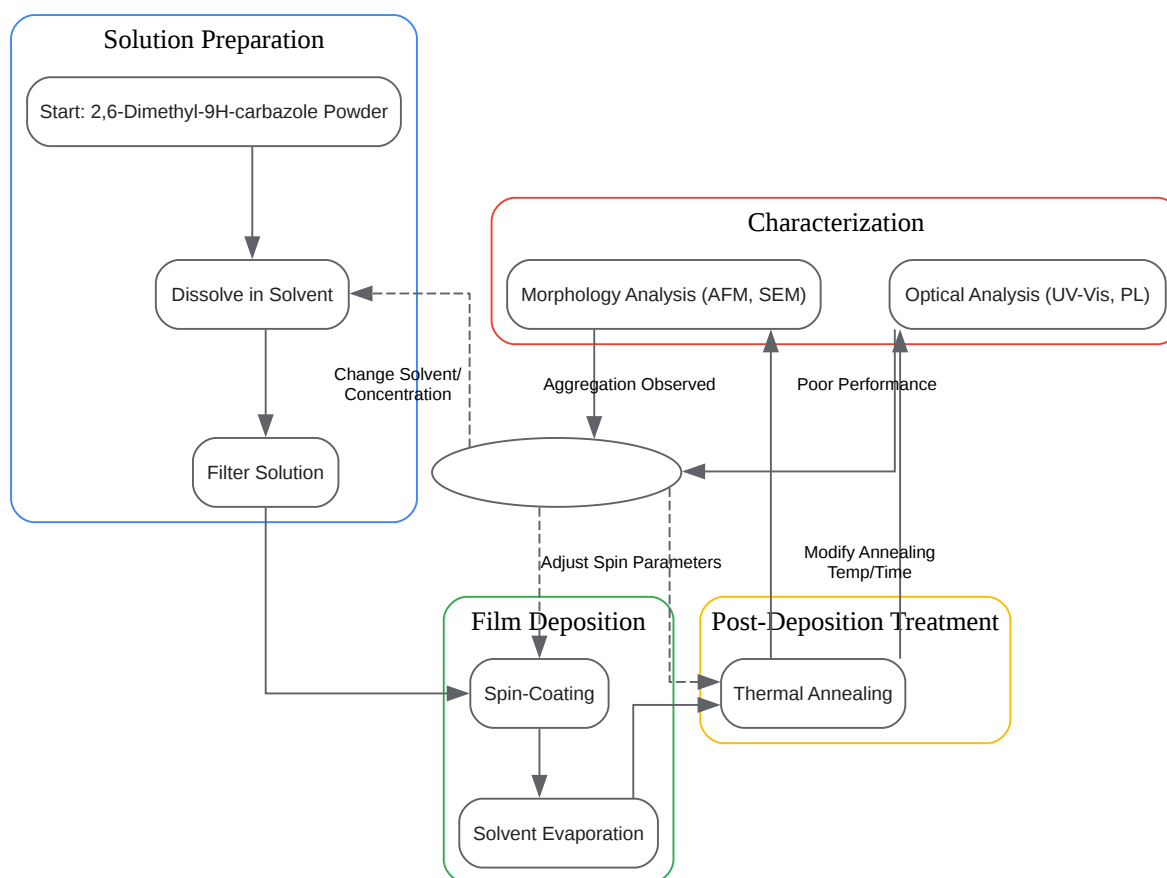 Solution Preparation
Start: 2,6-Dimethyl-9H-carbazole Powder
Dissolve in Solvent
Filter Solution
Characterization
Morphology Analysis (AFM, SEM)
Optical Analysis (UV-Vis, PL)
Change Solvent/
Concentration
Aggregation Observed
Poor Performance
Adjust Spin Parameters
Modify Annealing
Temp/Time
Film Deposition
Spin-Coating
Solvent Evaporation
Post-Deposition Treatment
Thermal Annealing